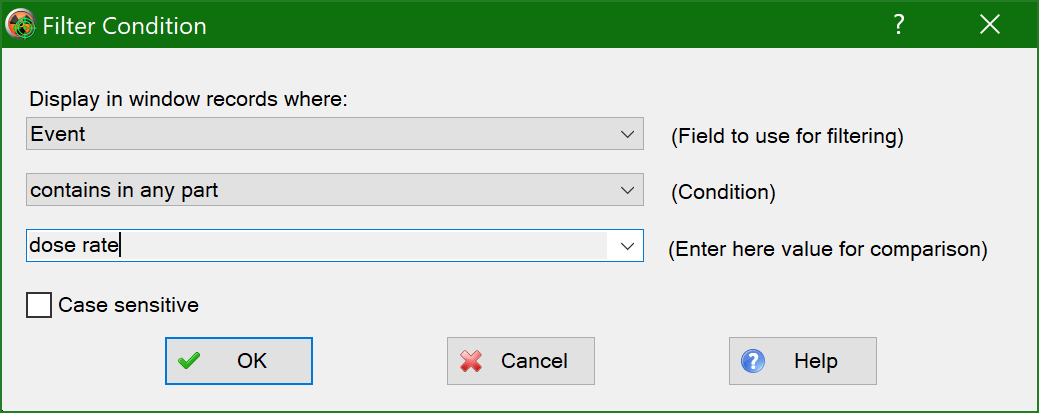 Filter Condition ?
Display in window records where:
Event (Field to use for filtering)
contains in any part (Condition)
dose rate (Enter here value for comparison)
Case sensitive
OK Cancel ? Help